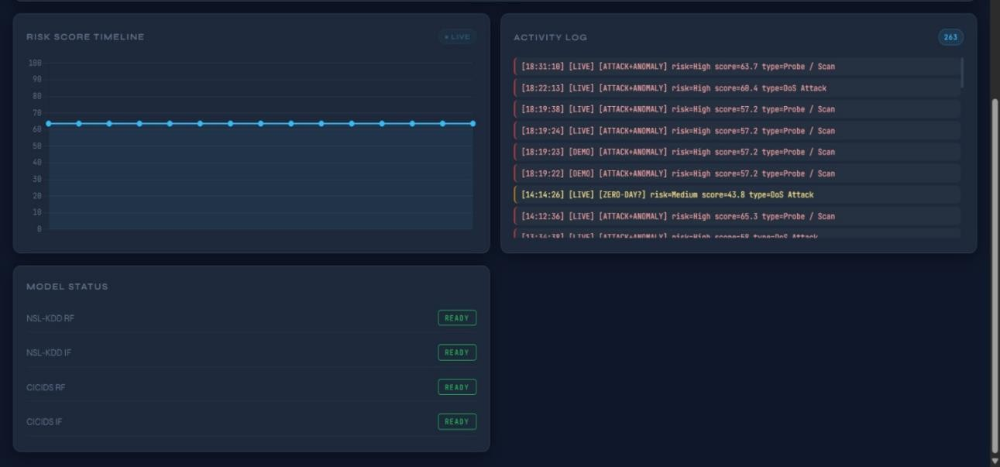 RISK SCORE TIMELINE
• LIVE
100
90
80
70
60
50
40
30
20
10
0
ACTIVITY LOG
263
[18:31:10] [LIVE] [ATTACK+ANOMALY] risk=High score=63.7 type=Probe / Scan
[18:22:13] [LIVE] [ATTACK+ANOMALY] risk=High score=60.4 type=DoS Attack
[18:19:38] [LIVE] [ATTACK+ANOMALY] risk=High score=57.2 type=Probe / Scan
[18:19:24] [LIVE] [ATTACK+ANOMALY] risk=High score=57.2 type=Probe / Scan
[18:19:23] [DEMO] [ATTACK+ANOMALY] risk=High score=57.2 type=Probe / Scan
[18:19:22] [DEMO] [ATTACK+ANOMALY] risk=High score=57.2 type=Probe / Scan
[14:14:26] [LIVE] [ZERO-DAY?] risk=Medium score=43.8 type=DoS Attack
[14:12:36] [LIVE] [ATTACK+ANOMALY] risk=High score=65.3 type=Probe / Scan
[LIVE] [ATTACK+ANOMALY] risk=High score=58 type=DoS Attack
MODEL STATUS
NSL-KDD RF READY
NSL-KDD IF READY
CICIDS RF READY
CICIDS IF READY